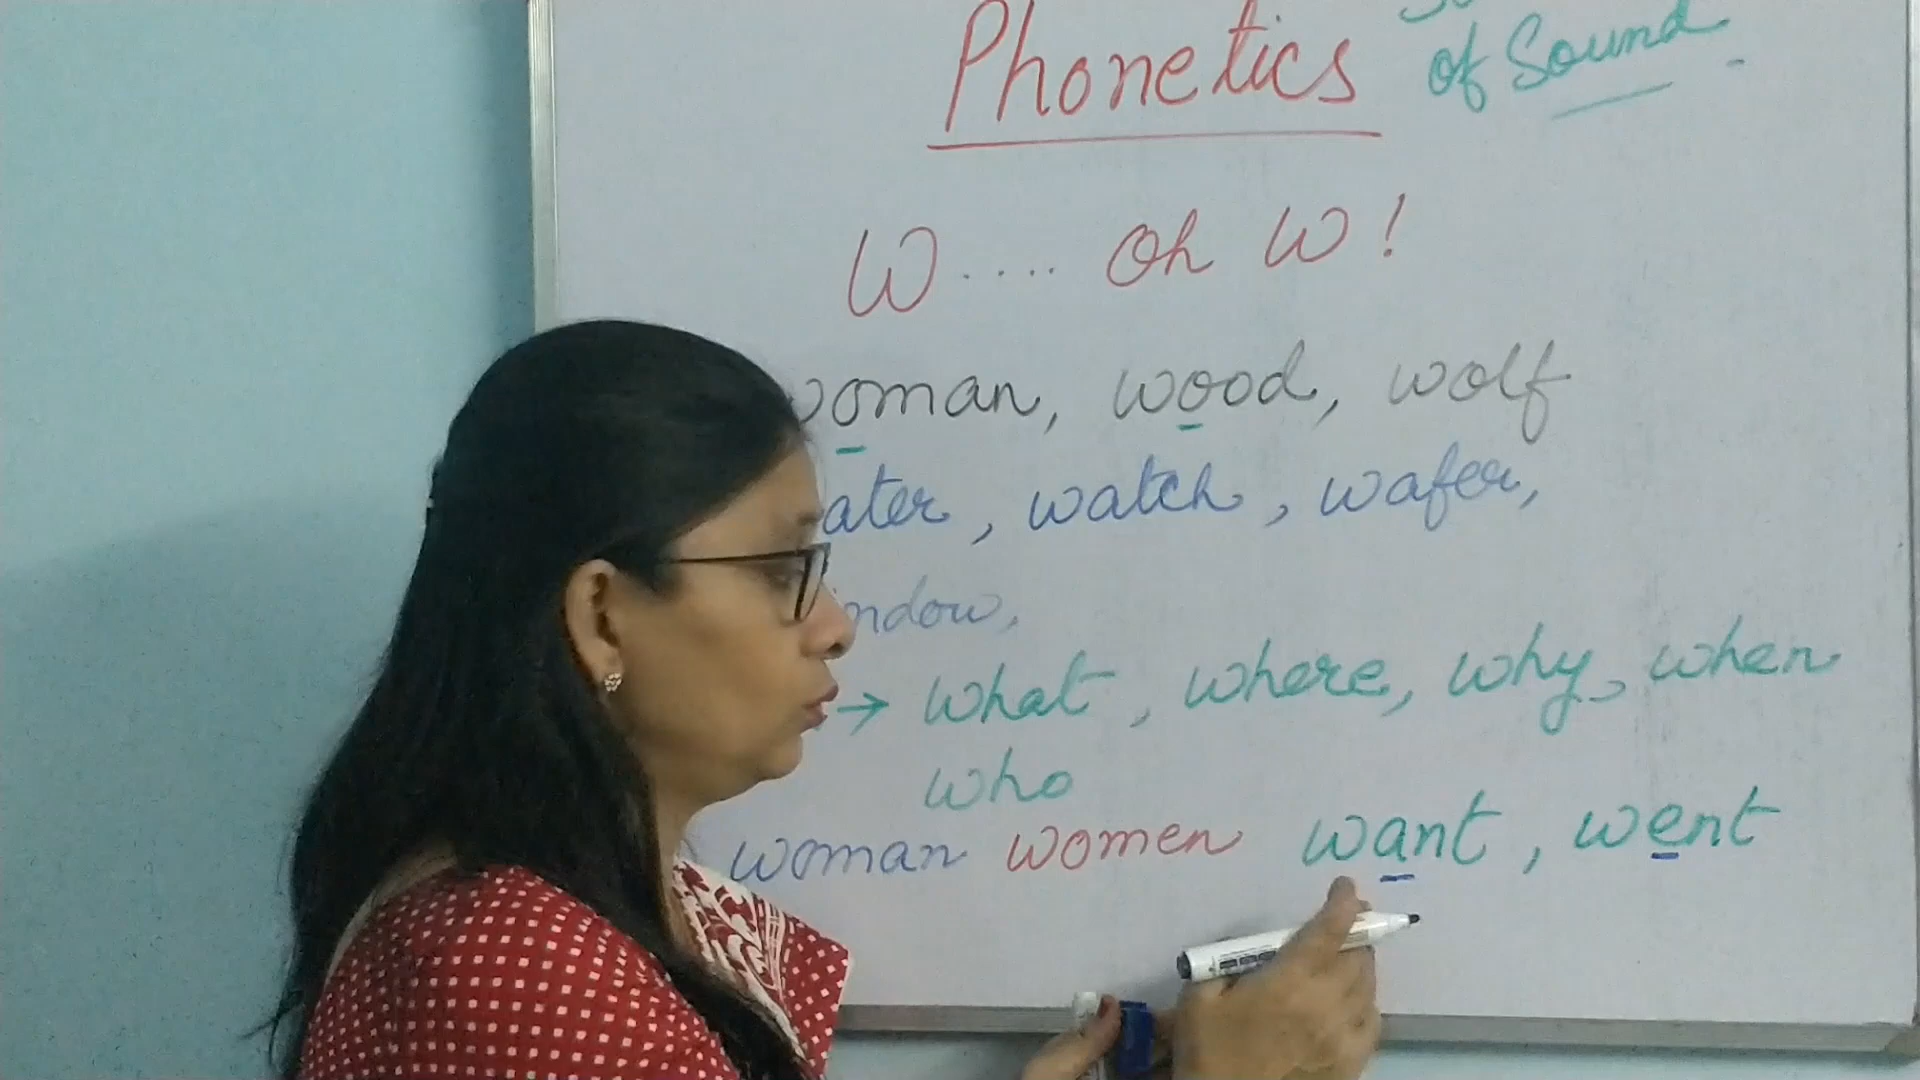 Phonetics
of Sound
W .... Oh W!
woman, wood, wolf
ater, watch, wafer,
ndow,
→ what, where, why, when
who
woman women want, went